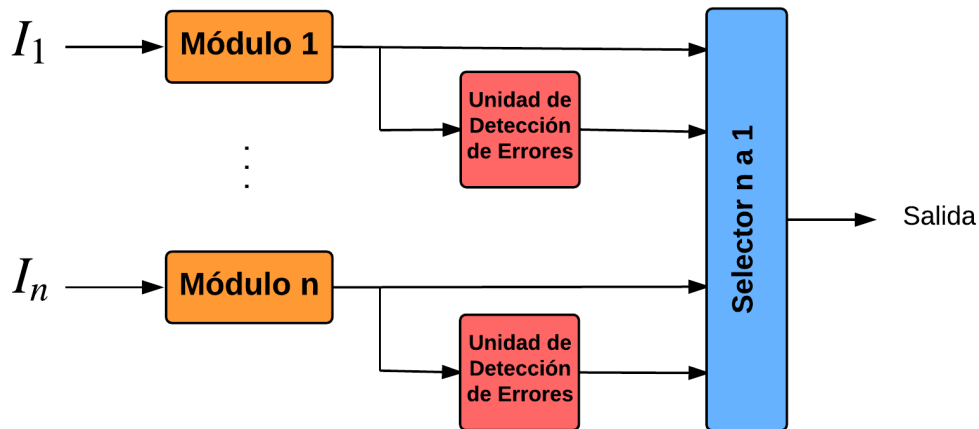 I₁
Módulo 1
Unidad de
Detección
de Errores
Iₙ
Módulo n
Unidad de
Detección
de Errores
Selector n a 1
Salida